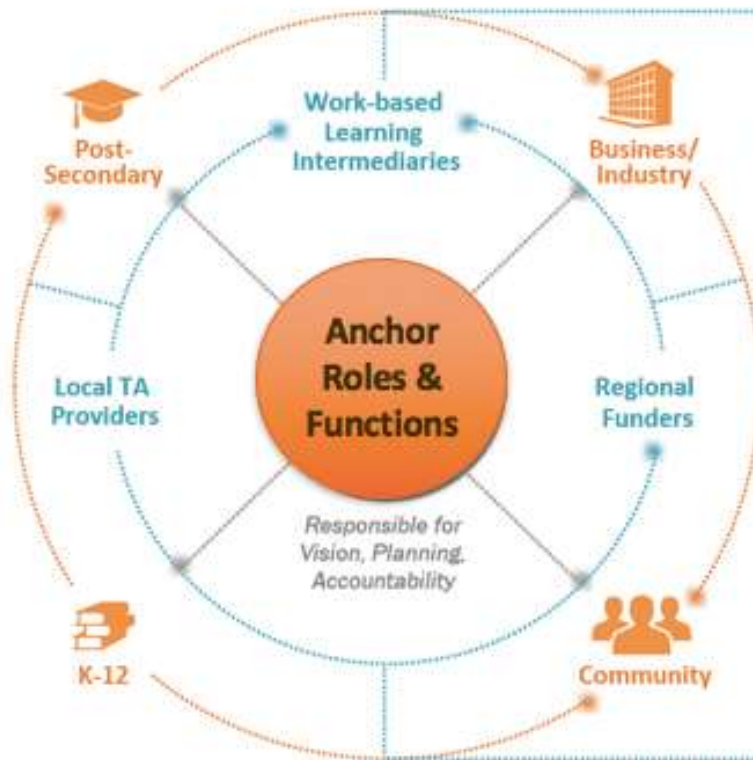 Work-based
Learning
Intermediaries
Post-
Secondary
Business/
Industry
Anchor
Roles &
Functions
Local TA
Providers
Regional
Funders
Responsible for
Vision, Planning,
Accountability
K-12
Community